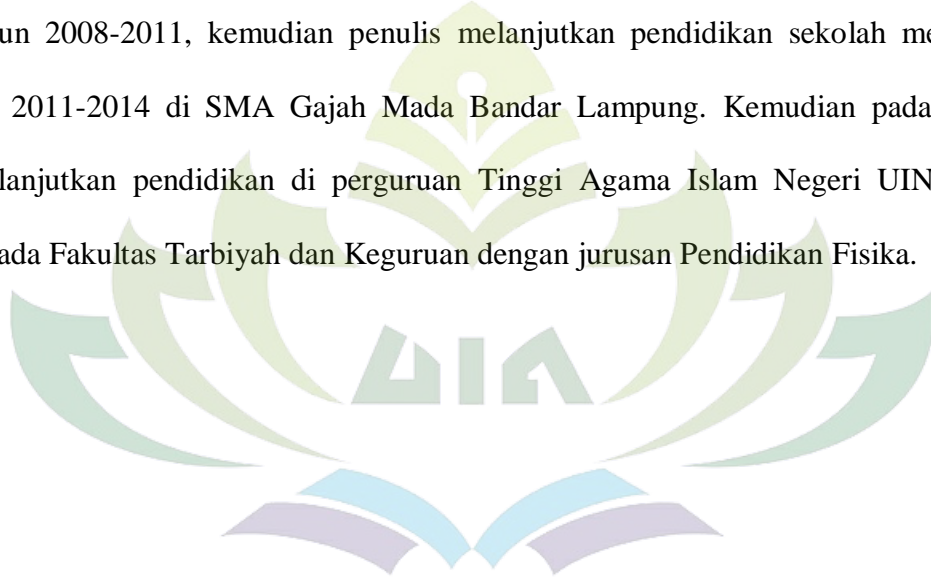 un 2008-2011, kemudian penulis melanjutkan pendidikan sekolah me
2011-2014 di SMA Gajah Mada Bandar Lampung. Kemudian pada
lanjutkan pendidikan di perguruan Tinggi Agama Islam Negeri UIN
ada Fakultas Tarbiyah dan Keguruan dengan jurusan Pendidikan Fisika.
UIN